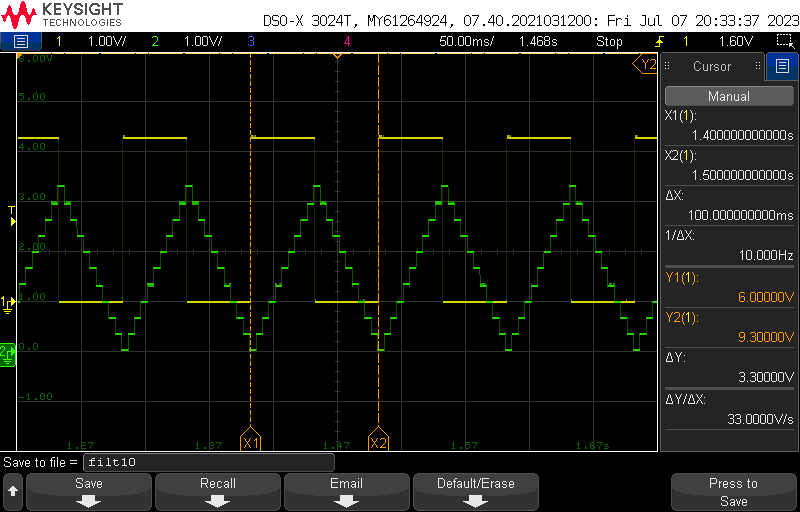 KEYSIGHT
TECHNOLOGIES
DSO-X 3024T, MY61264924, 07.40.2021031200: Fri Jul 07 20:33:37 2023
1 1.00V/ 2 1.00V/ 3 4 50.00ms/ 1.468s Stop 1 1.60V
6.00V
Y2
5.00
4.00
3.00
T
2.00
1
1.00
2
0.0
-1.00
X1
X2
1.27 1.37 1.47 1.57 1.67s
Cursor
Manual
X1(1):
1.400000000000s
X2(1):
1.500000000000s
ΔX:
100.000000000ms
1/ΔX:
10.000Hz
Y1(1):
6.00000V
Y2(1):
9.30000V
ΔY:
3.30000V
ΔY/ΔX:
33.0000V/s
Save to file = filt10
Save Recall Email Default/Erase Press to
Save